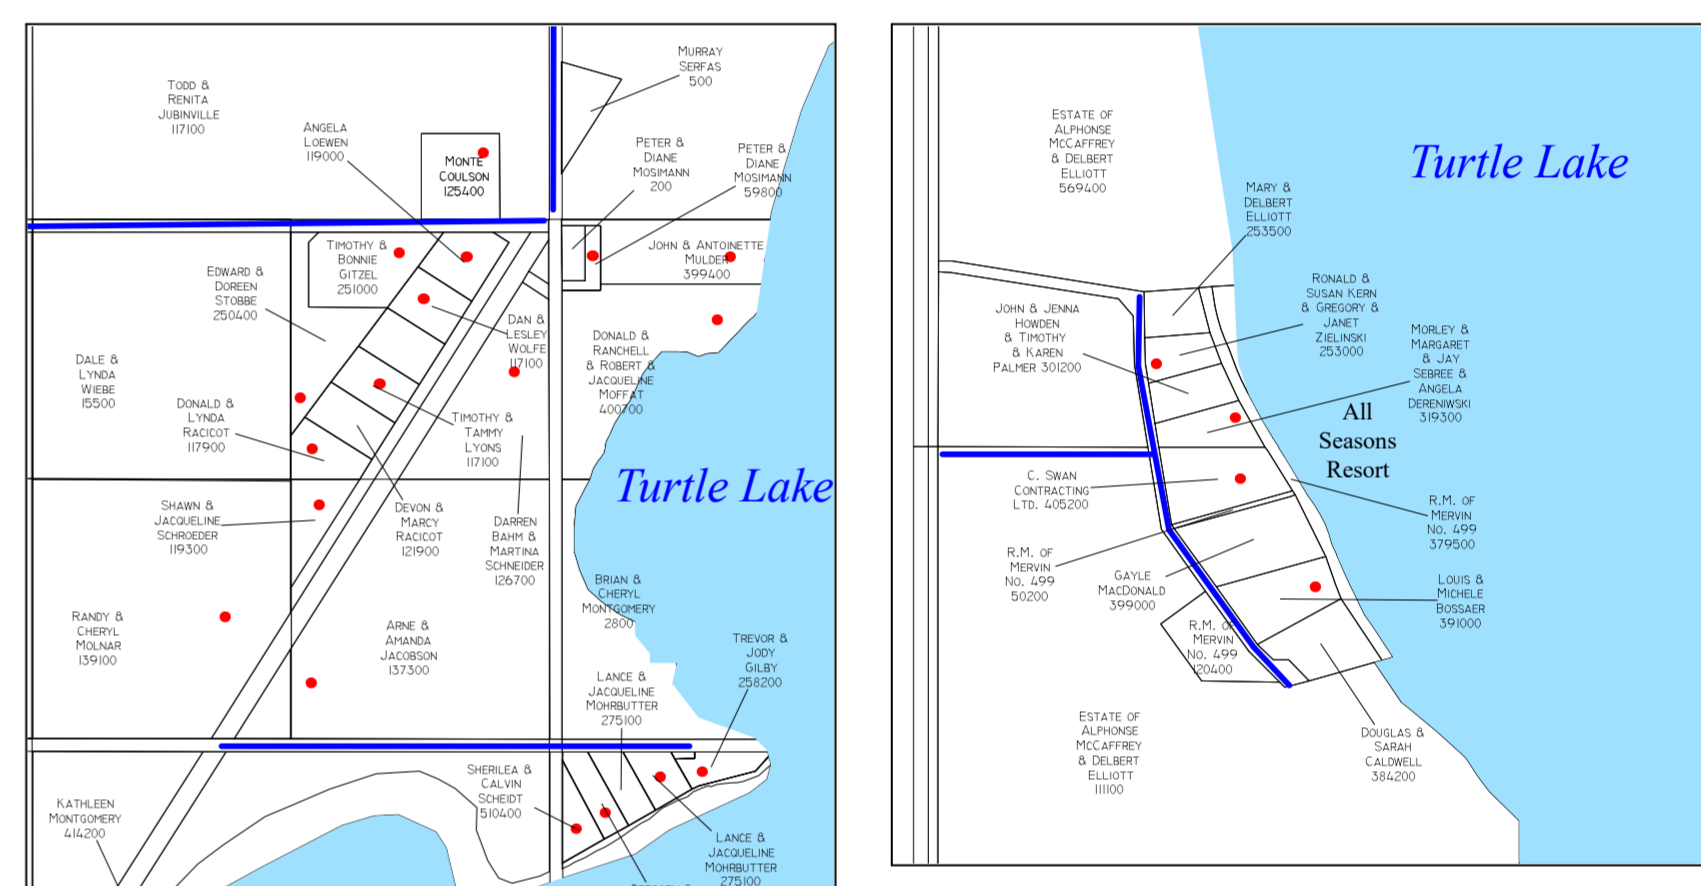 TODD &
RENITA
JUBINVILLE
117100
ANGELA
LOEWEN
119000
MONTE
COULSON
125400
MURRAY
SERFAS
500
PETER &
DIANE
MOSIMANN
200
PETER &
DIANE
MOSIMANN
59800
TIMOTHY &
BONNIE
GITZEL
251000
JOHN & ANTOINETTE
MULDER
399400
EDWARD &
DOREEN
STOBBE
250400
DAN &
LESLEY
WOLFE
117100
DONALD &
RANCHELL
& ROBERT &
JACQUELINE
MOFFAT
400700
DALE &
LYNDA
WIEBE
15500
DONALD &
LYNDA
RACICOT
117900
TIMOTHY &
TAMMY
LYONS
117100
Turtle Lake
SHAWN &
JACQUELINE
SCHROEDER
119300
DEVON &
MARCY
RACICOT
121900
DARREN
BAHM &
MARTINA
SCHNEIDER
126700
BRIAN &
CHERYL
MONTGOMERY
2800
RANDY &
CHERYL
MOLNAR
139100
ARNE &
AMANDA
JACOBSON
137300
TREVOR &
JODY
GILBY
258200
LANCE &
JACQUELINE
MOHRBUTTER
275100
SHERILEA &
CALVIN
SCHEIDT
510400
KATHLEEN
MONTGOMERY
414200
LANCE &
JACQUELINE
MOHRBUTTER
275100
ESTATE OF
ALPHONSE
MCCAFFREY
& DELBERT
ELLIOTT
569400
Turtle Lake
MARY &
DELBERT
ELLIOTT
253500
RONALD &
SUSAN KERN
& GREGORY &
JANET
ZIELINSKI
253000
JOHN & JENNA
HOWDEN
& TIMOTHY
& KAREN
PALMER 301200
MORLEY &
MARGARET
& JAY
SEBREE &
ANGELA
DERENIWSKI
319300
All
Seasons
Resort
C. SWAN
CONTRACTING
LTD. 405200
R.M. OF
MERVIN
NO. 499
379500
R.M. OF
MERVIN
NO. 499
50200
GAYLE
MACDONALD
399000
LOUIS &
MICHELE
BOSSAER
391000
R.M. OF
MERVIN
NO. 499
120400
ESTATE OF
ALPHONSE
MCCAFFREY
& DELBERT
ELLIOTT
111100
DOUGLAS &
SARAH
CALDWELL
384200